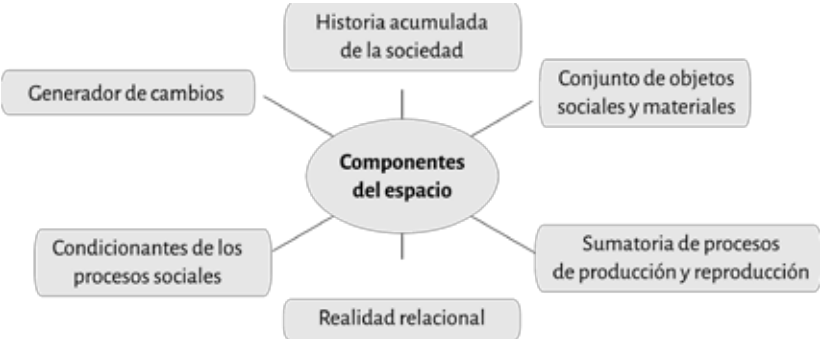 Historia acumulada
de la sociedad
Generador de cambios
Conjunto de objetos
sociales y materiales
Componentes
del espacio
Condicionantes de los
procesos sociales
Sumatoria de procesos
de producción y reproducción
Realidad relacional